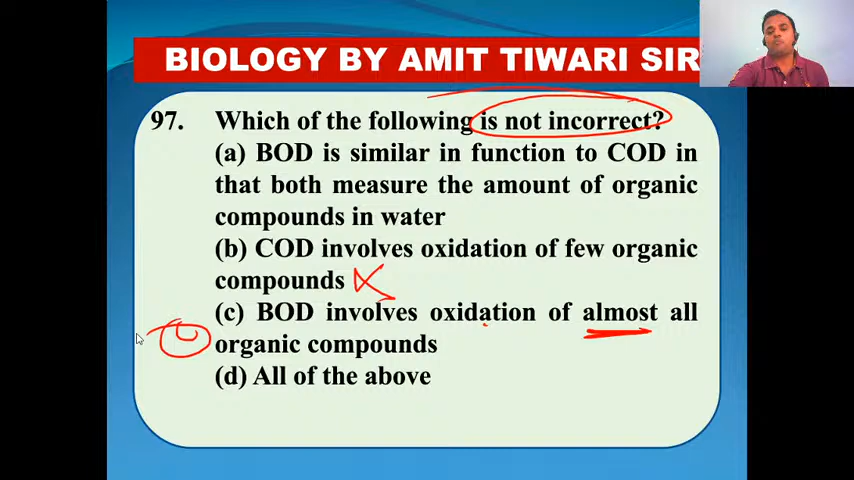 BIOLOGY BY AMIT TIWARI SIR
97. Which of the following is not incorrect?
(a) BOD is similar in function to COD in
that both measure the amount of organic
compounds in water
(b) COD involves oxidation of few organic
compounds
(c) BOD involves oxidation of almost all
organic compounds
(d) All of the above